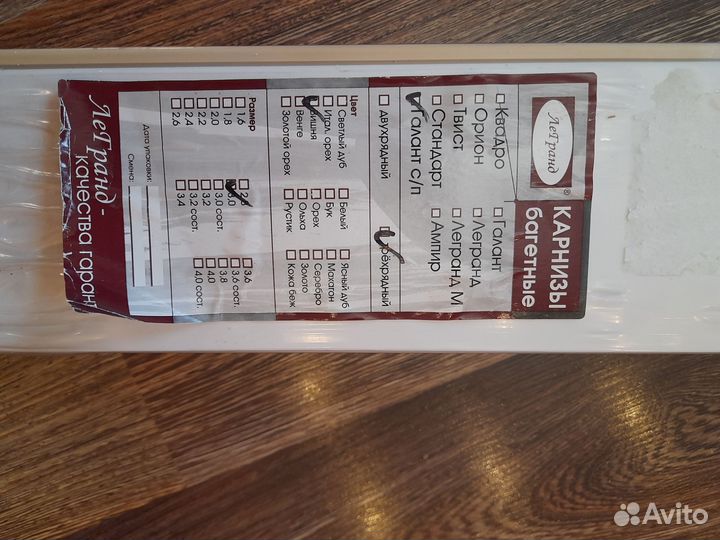 ЛеГранд ®
КАРНИЗЫ
багетные
Квадро
Галант
Орион
Легранд
Твист
Легранд М
Стандарт
Ампир
Галант с/п
двухрядный
трёхрядный
Цвет
Светлый дуб
Белый
Ясный дуб
Итал. орех
Бук
Махаган
Вишня
Орех
Серебро
Венге
Ольха
Золото
Золотой орех
Рустик
Кожа беж
Размер
1,6
3,6
1,8
3,0
3,6 сост.
2,0
3,0 сост.
3,8
2,2
3,2
4,0
2,4
3,2 сост.
4,0 сост.
2,6
3,4
Дата упаковки:
Смена:
ЛеГранд -
качества гарант
Avito